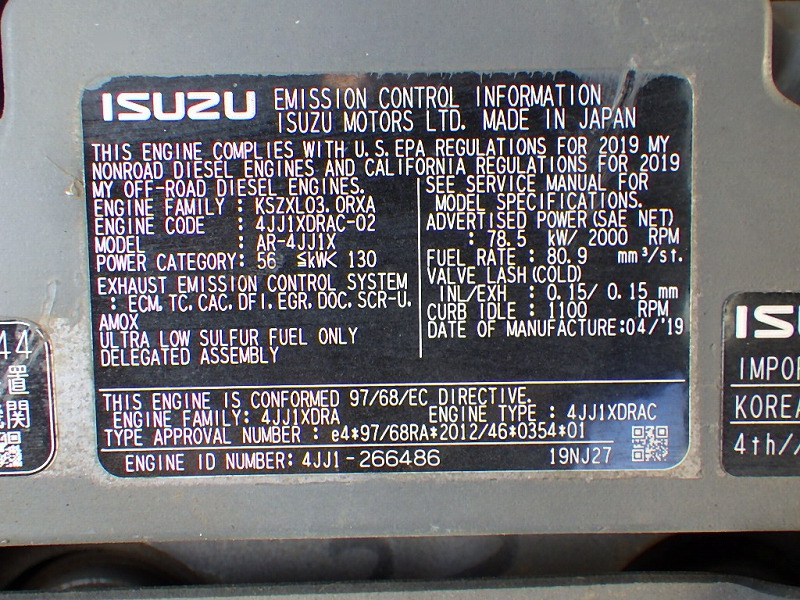 ISUZU EMISSION CONTROL INFORMATION
ISUZU MOTORS LTD. MADE IN JAPAN
THIS ENGINE COMPLIES WITH U.S.EPA REGULATIONS FOR 2019 MY
NONROAD DIESEL ENGINES AND CALIFORNIA REGULATIONS FOR 2019
MY OFF-ROAD DIESEL ENGINES.
ENGINE FAMILY : KSZXL03.0RXA
ENGINE CODE : 4JJ1XDRAC-02
MODEL : AR-4JJ1X
POWER CATEGORY: 56 ≦kW< 130
EXHAUST EMISSION CONTROL SYSTEM
: ECM, TC, CAC, DFI, EGR, DOC, SCR-U,
AMOX
ULTRA LOW SULFUR FUEL ONLY
DELEGATED ASSEMBLY
SEE SERVICE MANUAL FOR
MODEL SPECIFICATIONS.
ADVERTISED POWER(SAE NET)
: 78.5 kW/ 2000 RPM
FUEL RATE : 80.9 mm³/st.
VALVE LASH(COLD)
INL/EXH : 0.15/ 0.15 mm
CURB IDLE : 1100 RPM
DATE OF MANUFACTURE:04/'19
THIS ENGINE IS CONFORMED 97/68/EC DIRECTIVE.
ENGINE FAMILY: 4JJ1XDRA ENGINE TYPE : 4JJ1XDRAC
TYPE APPROVAL NUMBER : e4*97/68RA*2012/46*0354*01
ENGINE ID NUMBER: 4JJ1-266486 19NJ27
44
置
機関
ISU
IMPOR
KOREA
4th//